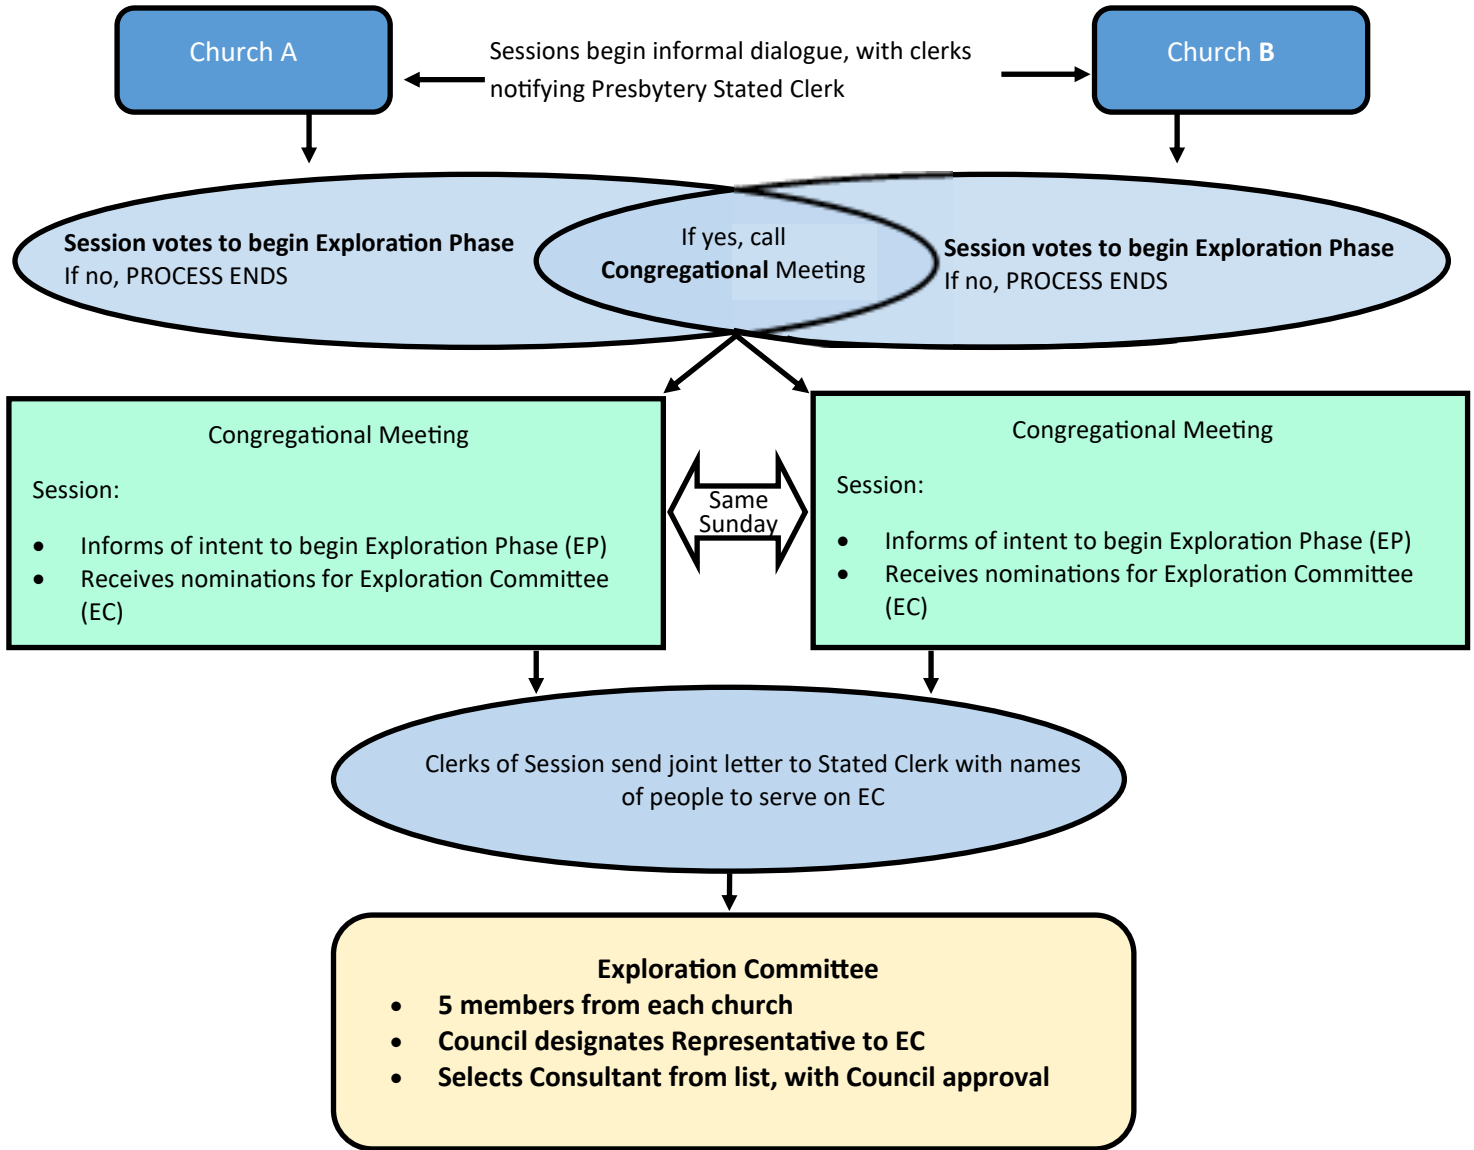 Church A
Sessions begin informal dialogue, with clerks
notifying Presbytery Stated Clerk
Church B
Session votes to begin Exploration Phase
If no, PROCESS ENDS
If yes, call
Congregational Meeting
Session votes to begin Exploration Phase
If no, PROCESS ENDS
Congregational Meeting
Session:
• Informs of intent to begin Exploration Phase (EP)
• Receives nominations for Exploration Committee
(EC)
Same
Sunday
Congregational Meeting
Session:
• Informs of intent to begin Exploration Phase (EP)
• Receives nominations for Exploration Committee
(EC)
Clerks of Session send joint letter to Stated Clerk with names
of people to serve on EC
Exploration Committee
• 5 members from each church
• Council designates Representative to EC
• Selects Consultant from list, with Council approval